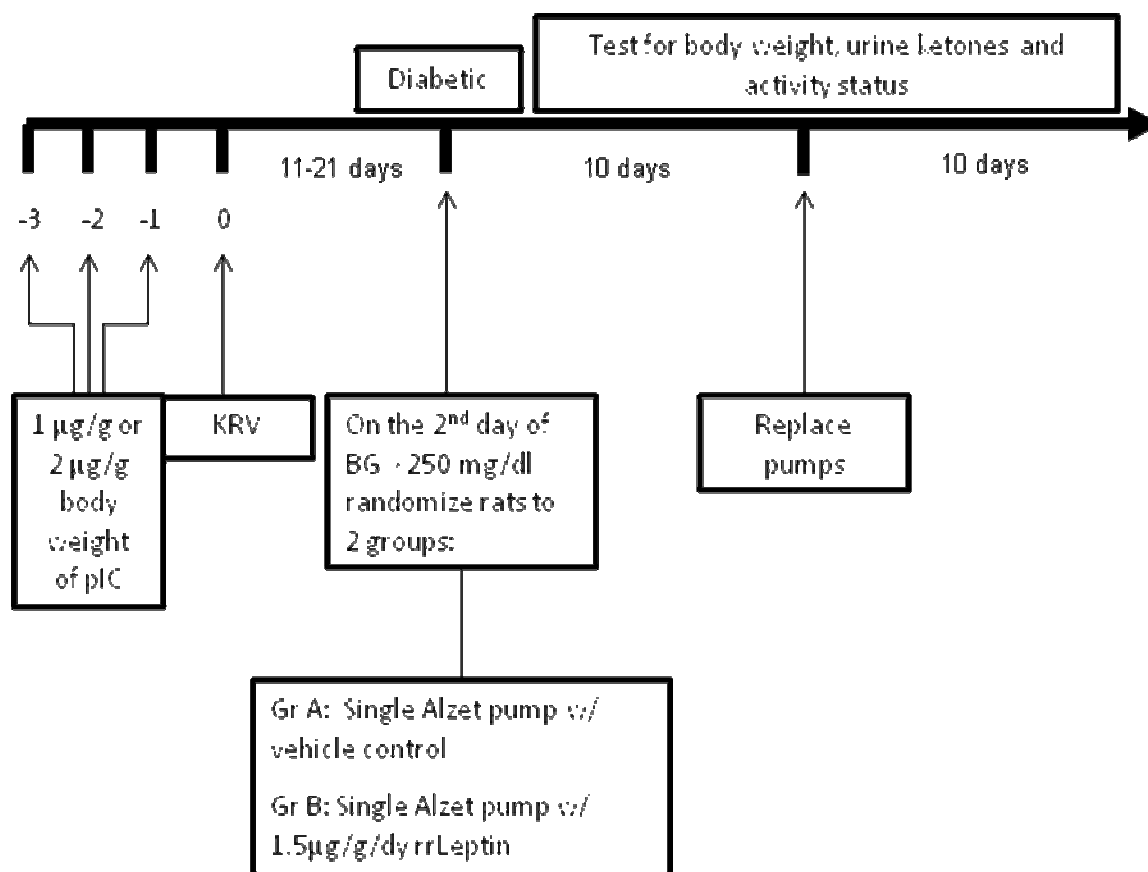 Test for body weight, urine ketones and
activity status
Diabetic
11-21 days
10 days
10 days
-3
-2
-1
0
1 μg/g or
2 μg/g
body
weight
of pIC
KRV
On the 2nd day of
BG 250 mg/dl
randomize rats to
2 groups:
Replace
pumps
Gr A: Single Alzet pump w/
vehicle control
Gr B: Single Alzet pump w/
1.5μg/g/dy rrLeptin